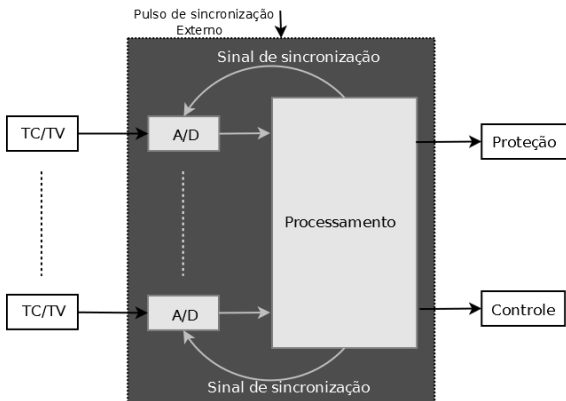 Pulso de sincronização
Externo
Sinal de sincronização
TC/TV
A/D
Proteção
Processamento
TC/TV
A/D
Controle
Sinal de sincronização